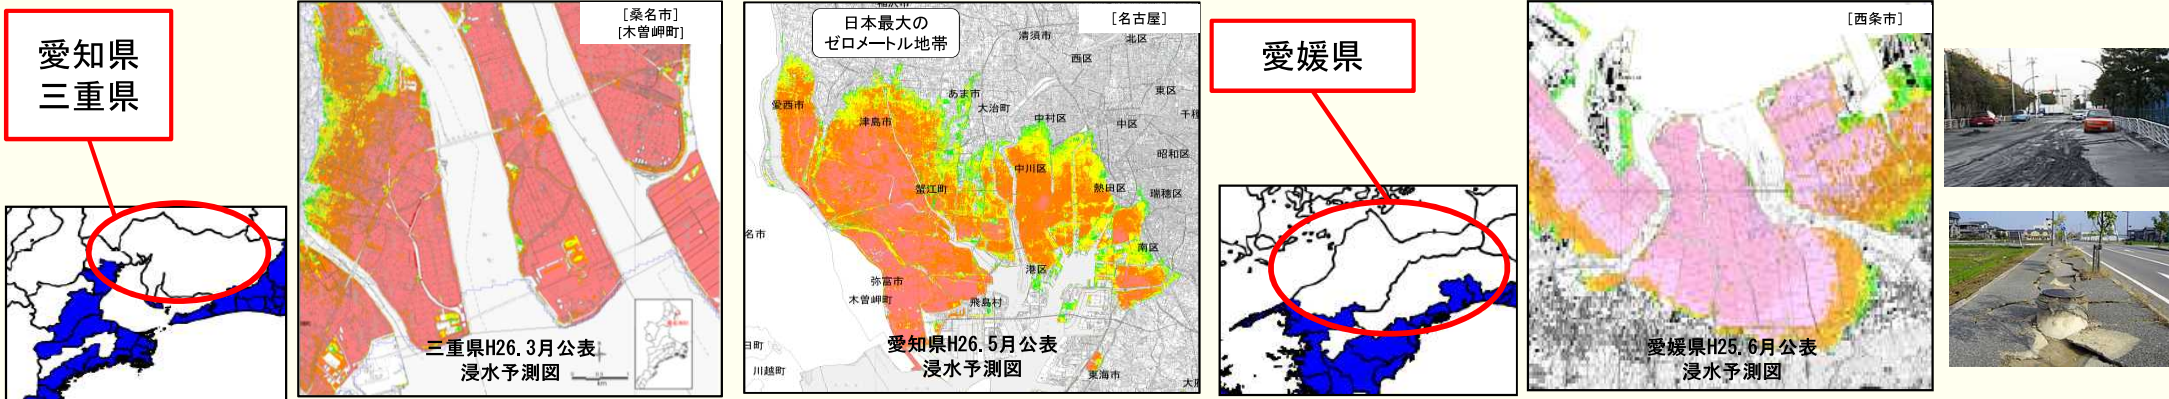 愛知県
三重県
[桑名市]
[木曽岬町]
三重県H26.3月公表
浸水予測図
km
日本最大の
ゼロメートル地帯
[名古屋]
清須市
北区
西区
あま市
大治町
東区
愛西市
津島市
中村区
中区
千種
昭和区
中川区
蟹江町
熱田区
瑞穂区
名市
南区
港区
弥富市
木曽岬町
飛島村
愛知県H26.5月公表
浸水予測図
日町
川越町
東海市
愛媛県
[西条市]
愛媛県H25.6月公表
浸水予測図